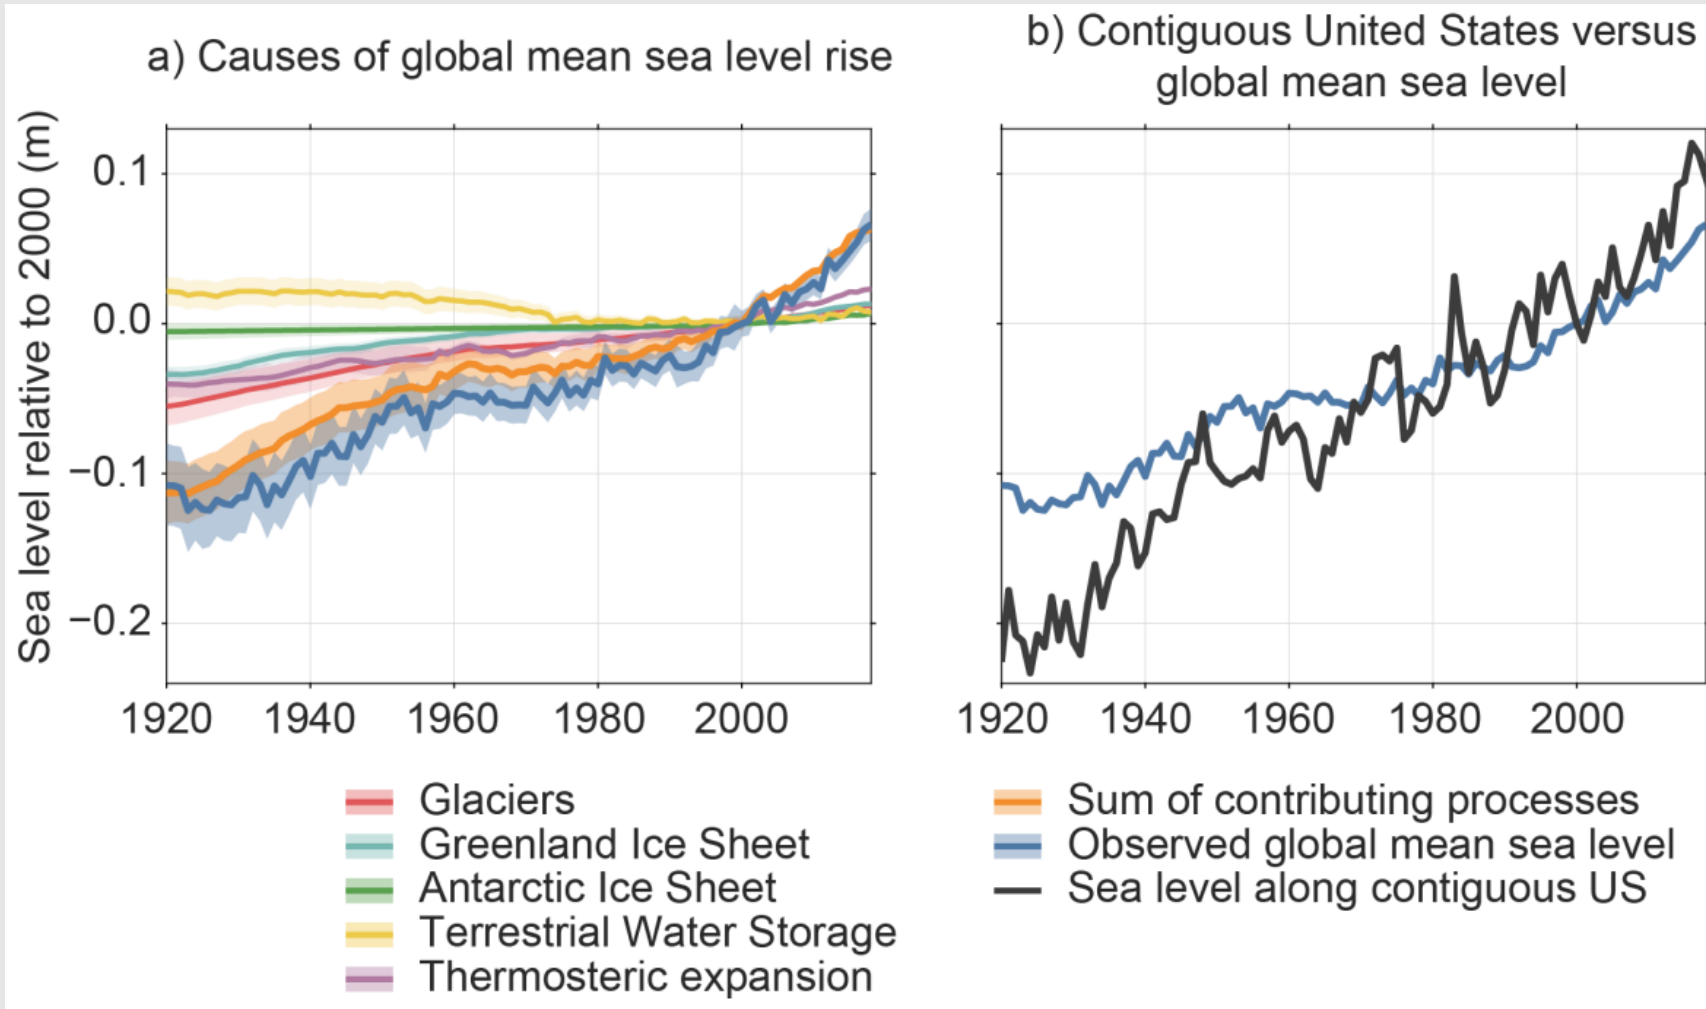 a) Causes of global mean sea level rise
b) Contiguous United States versus
global mean sea level
Sea level relative to 2000 (m)
0.1
0.0
−0.1
−0.2
1920 1940 1960 1980 2000
1920 1940 1960 1980 2000
Glaciers
Greenland Ice Sheet
Antarctic Ice Sheet
Terrestrial Water Storage
Thermosteric expansion
Sum of contributing processes
Observed global mean sea level
Sea level along contiguous US